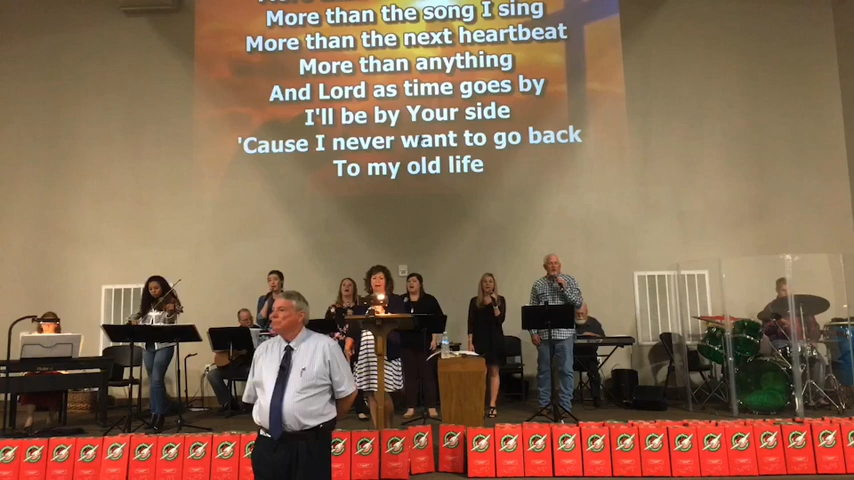 More than the song I sing
More than the next heartbeat
More than anything
And Lord as time goes by
I'll be by Your side
'Cause I never want to go back
To my old life